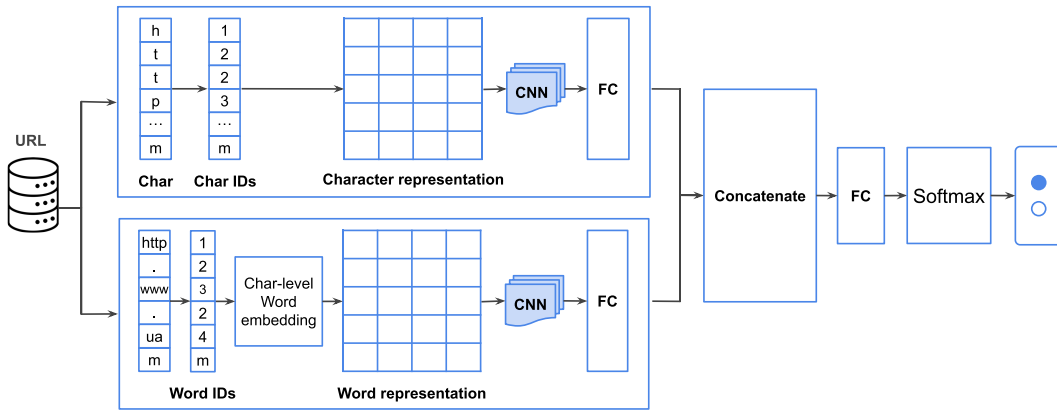 URL
h
t
t
p
...
m
1
2
2
3
...
m
CNN
FC
Char
Char IDs
Character representation
http
.
www
.
ua
m
1
2
3
2
4
m
Char-level
Word
embedding
CNN
FC
Word IDs
Word representation
Concatenate
FC
Softmax